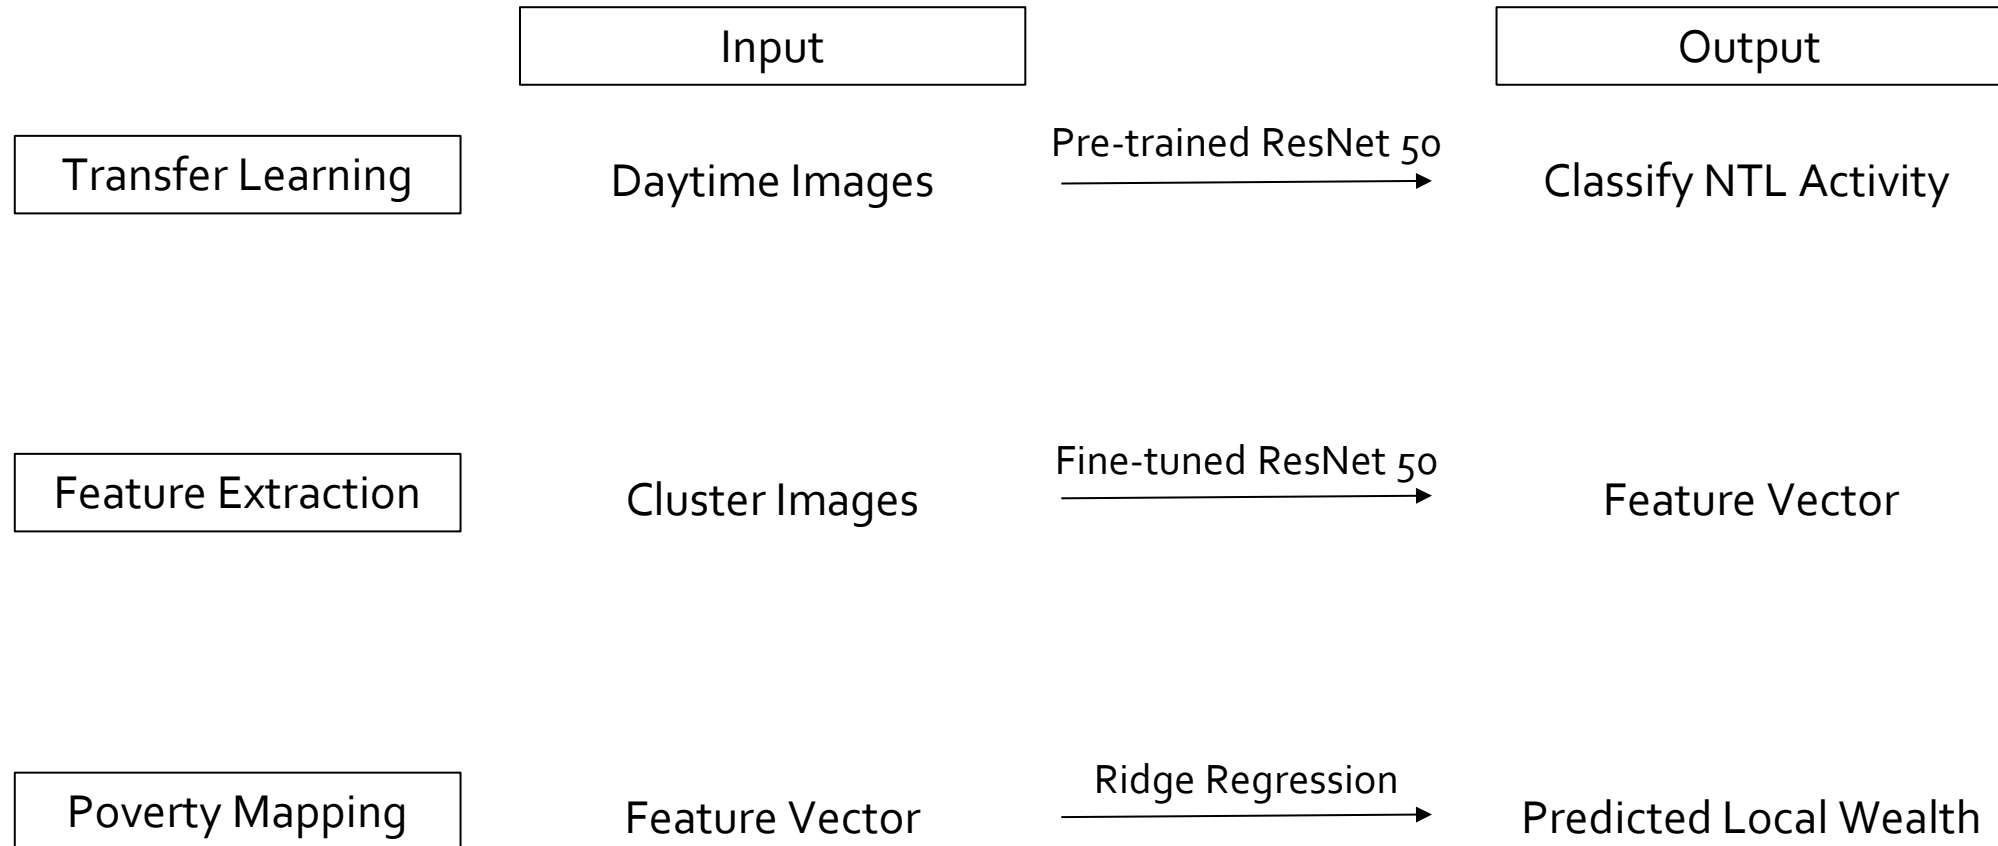 Input
Output
Transfer Learning
Daytime Images
Pre-trained ResNet 50
Classify NTL Activity
Feature Extraction
Cluster Images
Fine-tuned ResNet 50
Feature Vector
Poverty Mapping
Feature Vector
Ridge Regression
Predicted Local Wealth